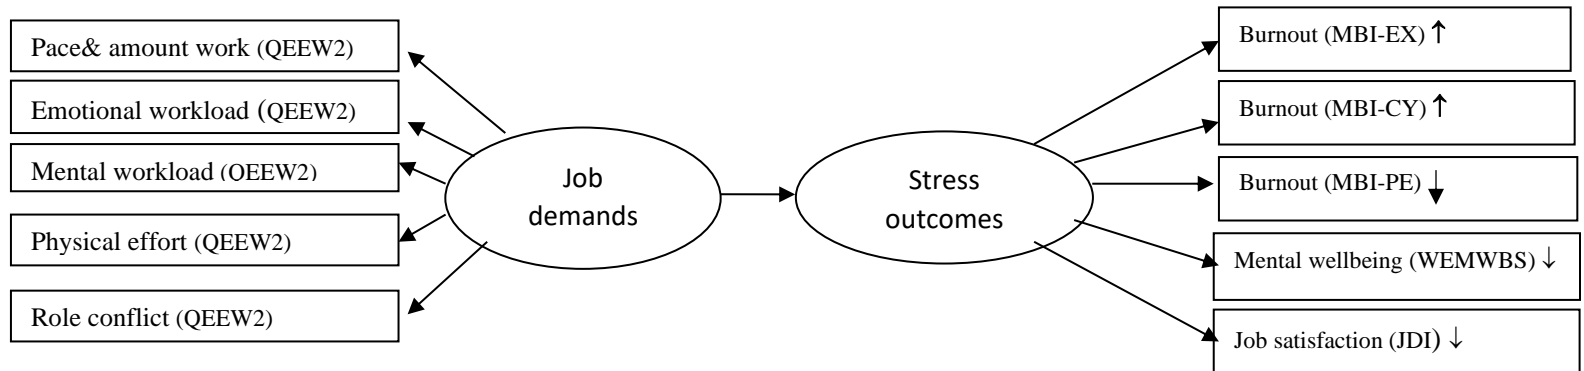 Pace& amount work (QEEW2)
Emotional workload (QEEW2)
Mental workload (QEEW2)
Physical effort (QEEW2)
Role conflict (QEEW2)
Job
demands
Stress
outcomes
Burnout (MBI-EX) ↑
Burnout (MBI-CY) ↑
Burnout (MBI-PE) ↓
Mental wellbeing (WEMWBS) ↓
Job satisfaction (JDI) ↓